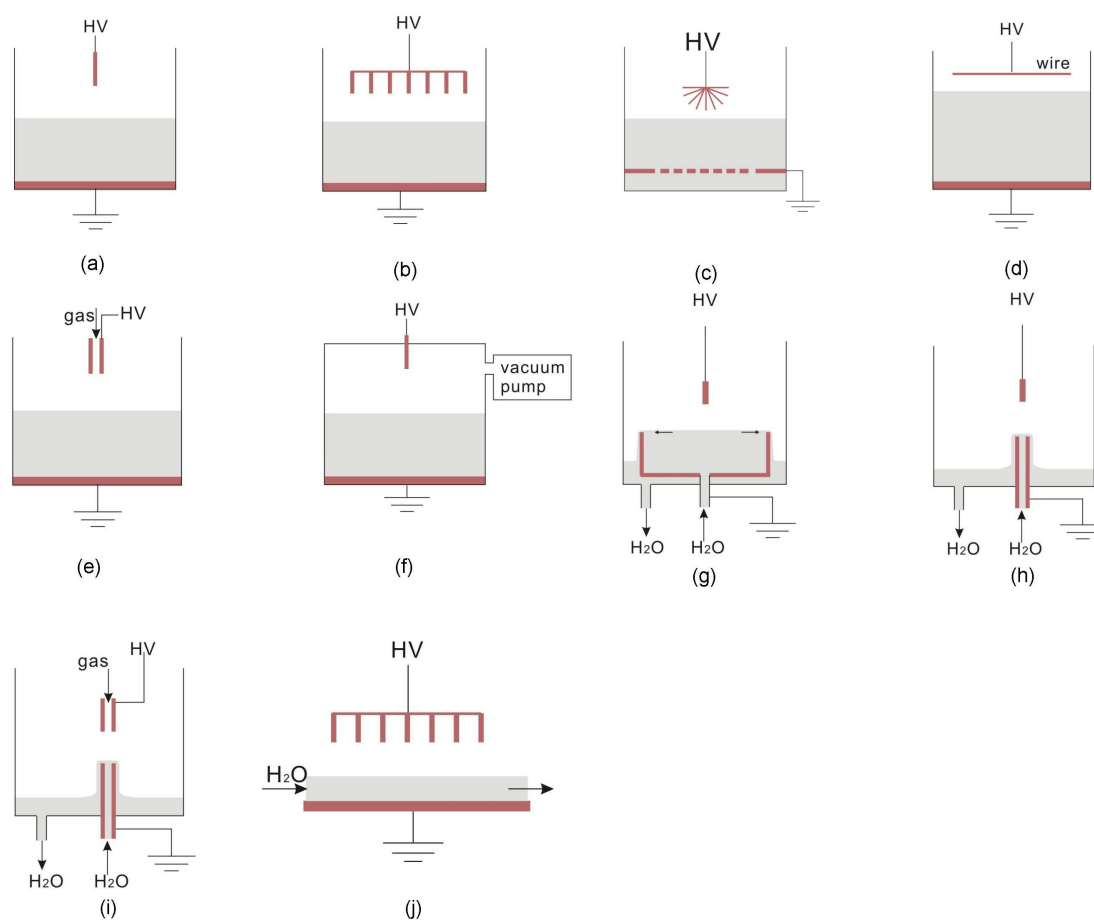 HV
(a)
HV
(b)
HV
(c)
HV
wire
(d)
gas
HV
(e)
HV
vacuum
pump
(f)
HV
H₂O
H₂O
(g)
HV
H₂O
H₂O
(h)
gas
HV
H₂O
H₂O
(i)
HV
H₂O
(j)